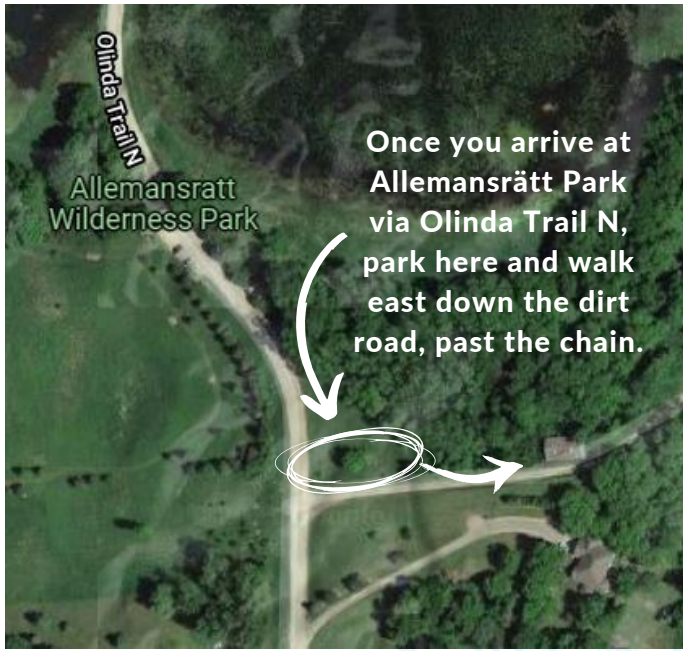 Olinda Trail N
Allemansratt
Wilderness Park
Once you arrive at
Allemansrätt Park
via Olinda Trail N,
park here and walk
east down the dirt
road, past the chain.